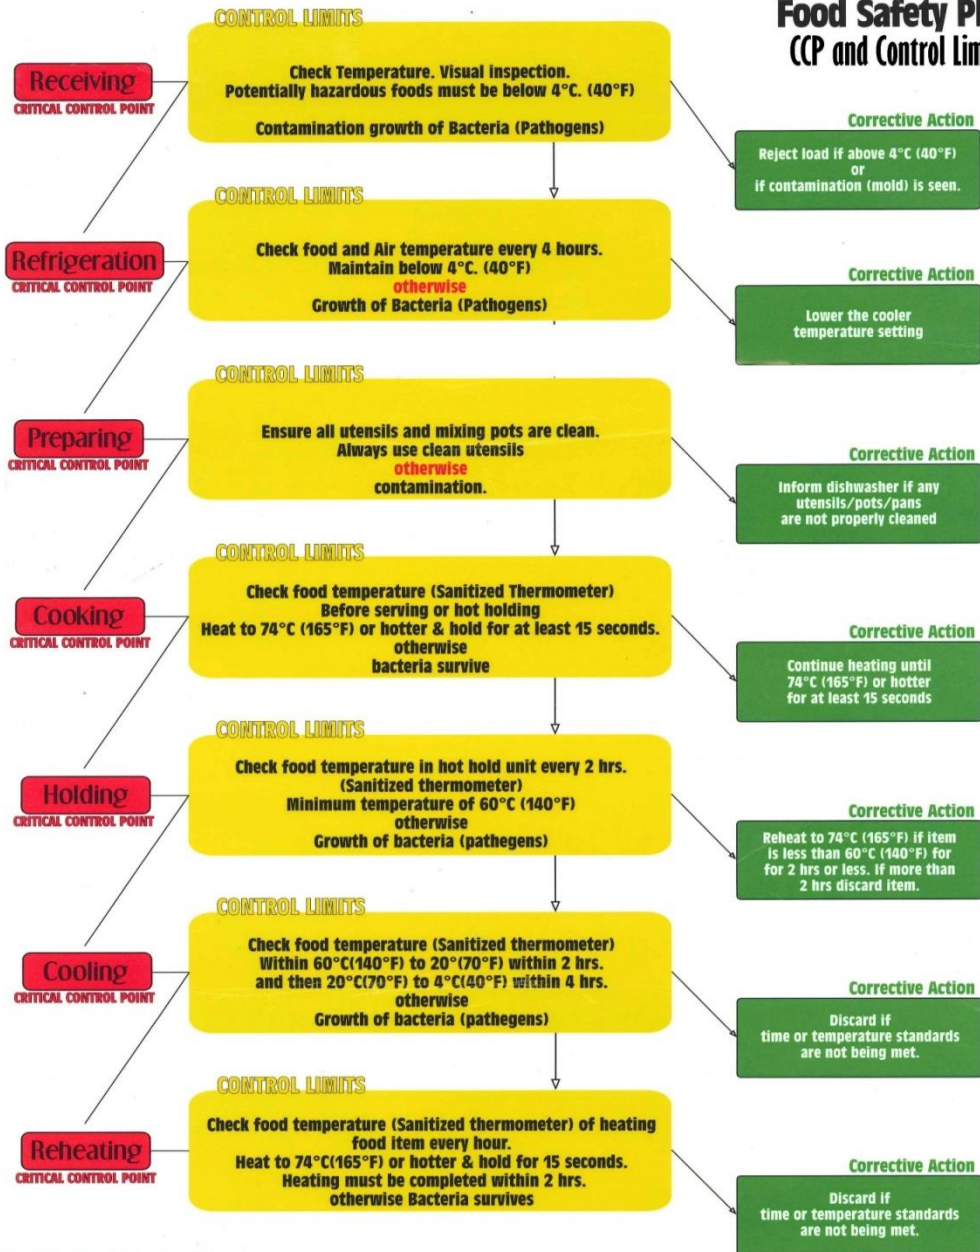 Food Safety Pl
CCP and Control Lim
CONTROL LIMITS
Receiving
CRITICAL CONTROL POINT
Check Temperature. Visual inspection.
Potentially hazardous foods must be below 4°C. (40°F)
Contamination growth of Bacteria (Pathogens)
Corrective Action
Reject load if above 4°C (40°F)
or
if contamination (mold) is seen.
CONTROL LIMITS
Refrigeration
CRITICAL CONTROL POINT
Check food and Air temperature every 4 hours.
Maintain below 4°C. (40°F)
otherwise
Growth of Bacteria (Pathogens)
Corrective Action
Lower the cooler
temperature setting
CONTROL LIMITS
Preparing
CRITICAL CONTROL POINT
Ensure all utensils and mixing pots are clean.
Always use clean utensils
otherwise
contamination.
Corrective Action
Inform dishwasher if any
utensils/pots/pans
are not properly cleaned
CONTROL LIMITS
Cooking
CRITICAL CONTROL POINT
Check food temperature (Sanitized Thermometer)
Before serving or hot holding
Heat to 74°C (165°F) or hotter & hold for at least 15 seconds.
otherwise
bacteria survive
Corrective Action
Continue heating until
74°C (165°F) or hotter
for at least 15 seconds
CONTROL LIMITS
Holding
CRITICAL CONTROL POINT
Check food temperature in hot hold unit every 2 hrs.
(Sanitized thermometer)
Minimum temperature of 60°C (140°F)
otherwise
Growth of bacteria (pathegens)
Corrective Action
Reheat to 74°C (165°F) if item
is less than 60°C (140°F) for
for 2 hrs or less. If more than
2 hrs discard item.
CONTROL LIMITS
Cooling
CRITICAL CONTROL POINT
Check food temperature (Sanitized thermometer)
Within 60°C(140°F) to 20°(70°F) within 2 hrs.
and then 20°C(70°F) to 4°C(40°F) within 4 hrs.
otherwise
Growth of bacteria (pathegens)
Corrective Action
Discard if
time or temperature standards
are not being met.
CONTROL LIMITS
Reheating
CRITICAL CONTROL POINT
Check food temperature (Sanitized thermometer) of heating
food item every hour.
Heat to 74°C(165°F) or hotter & hold for 15 seconds.
Heating must be completed within 2 hrs.
otherwise Bacteria survives
Corrective Action
Discard if
time or temperature standards
are not being met.